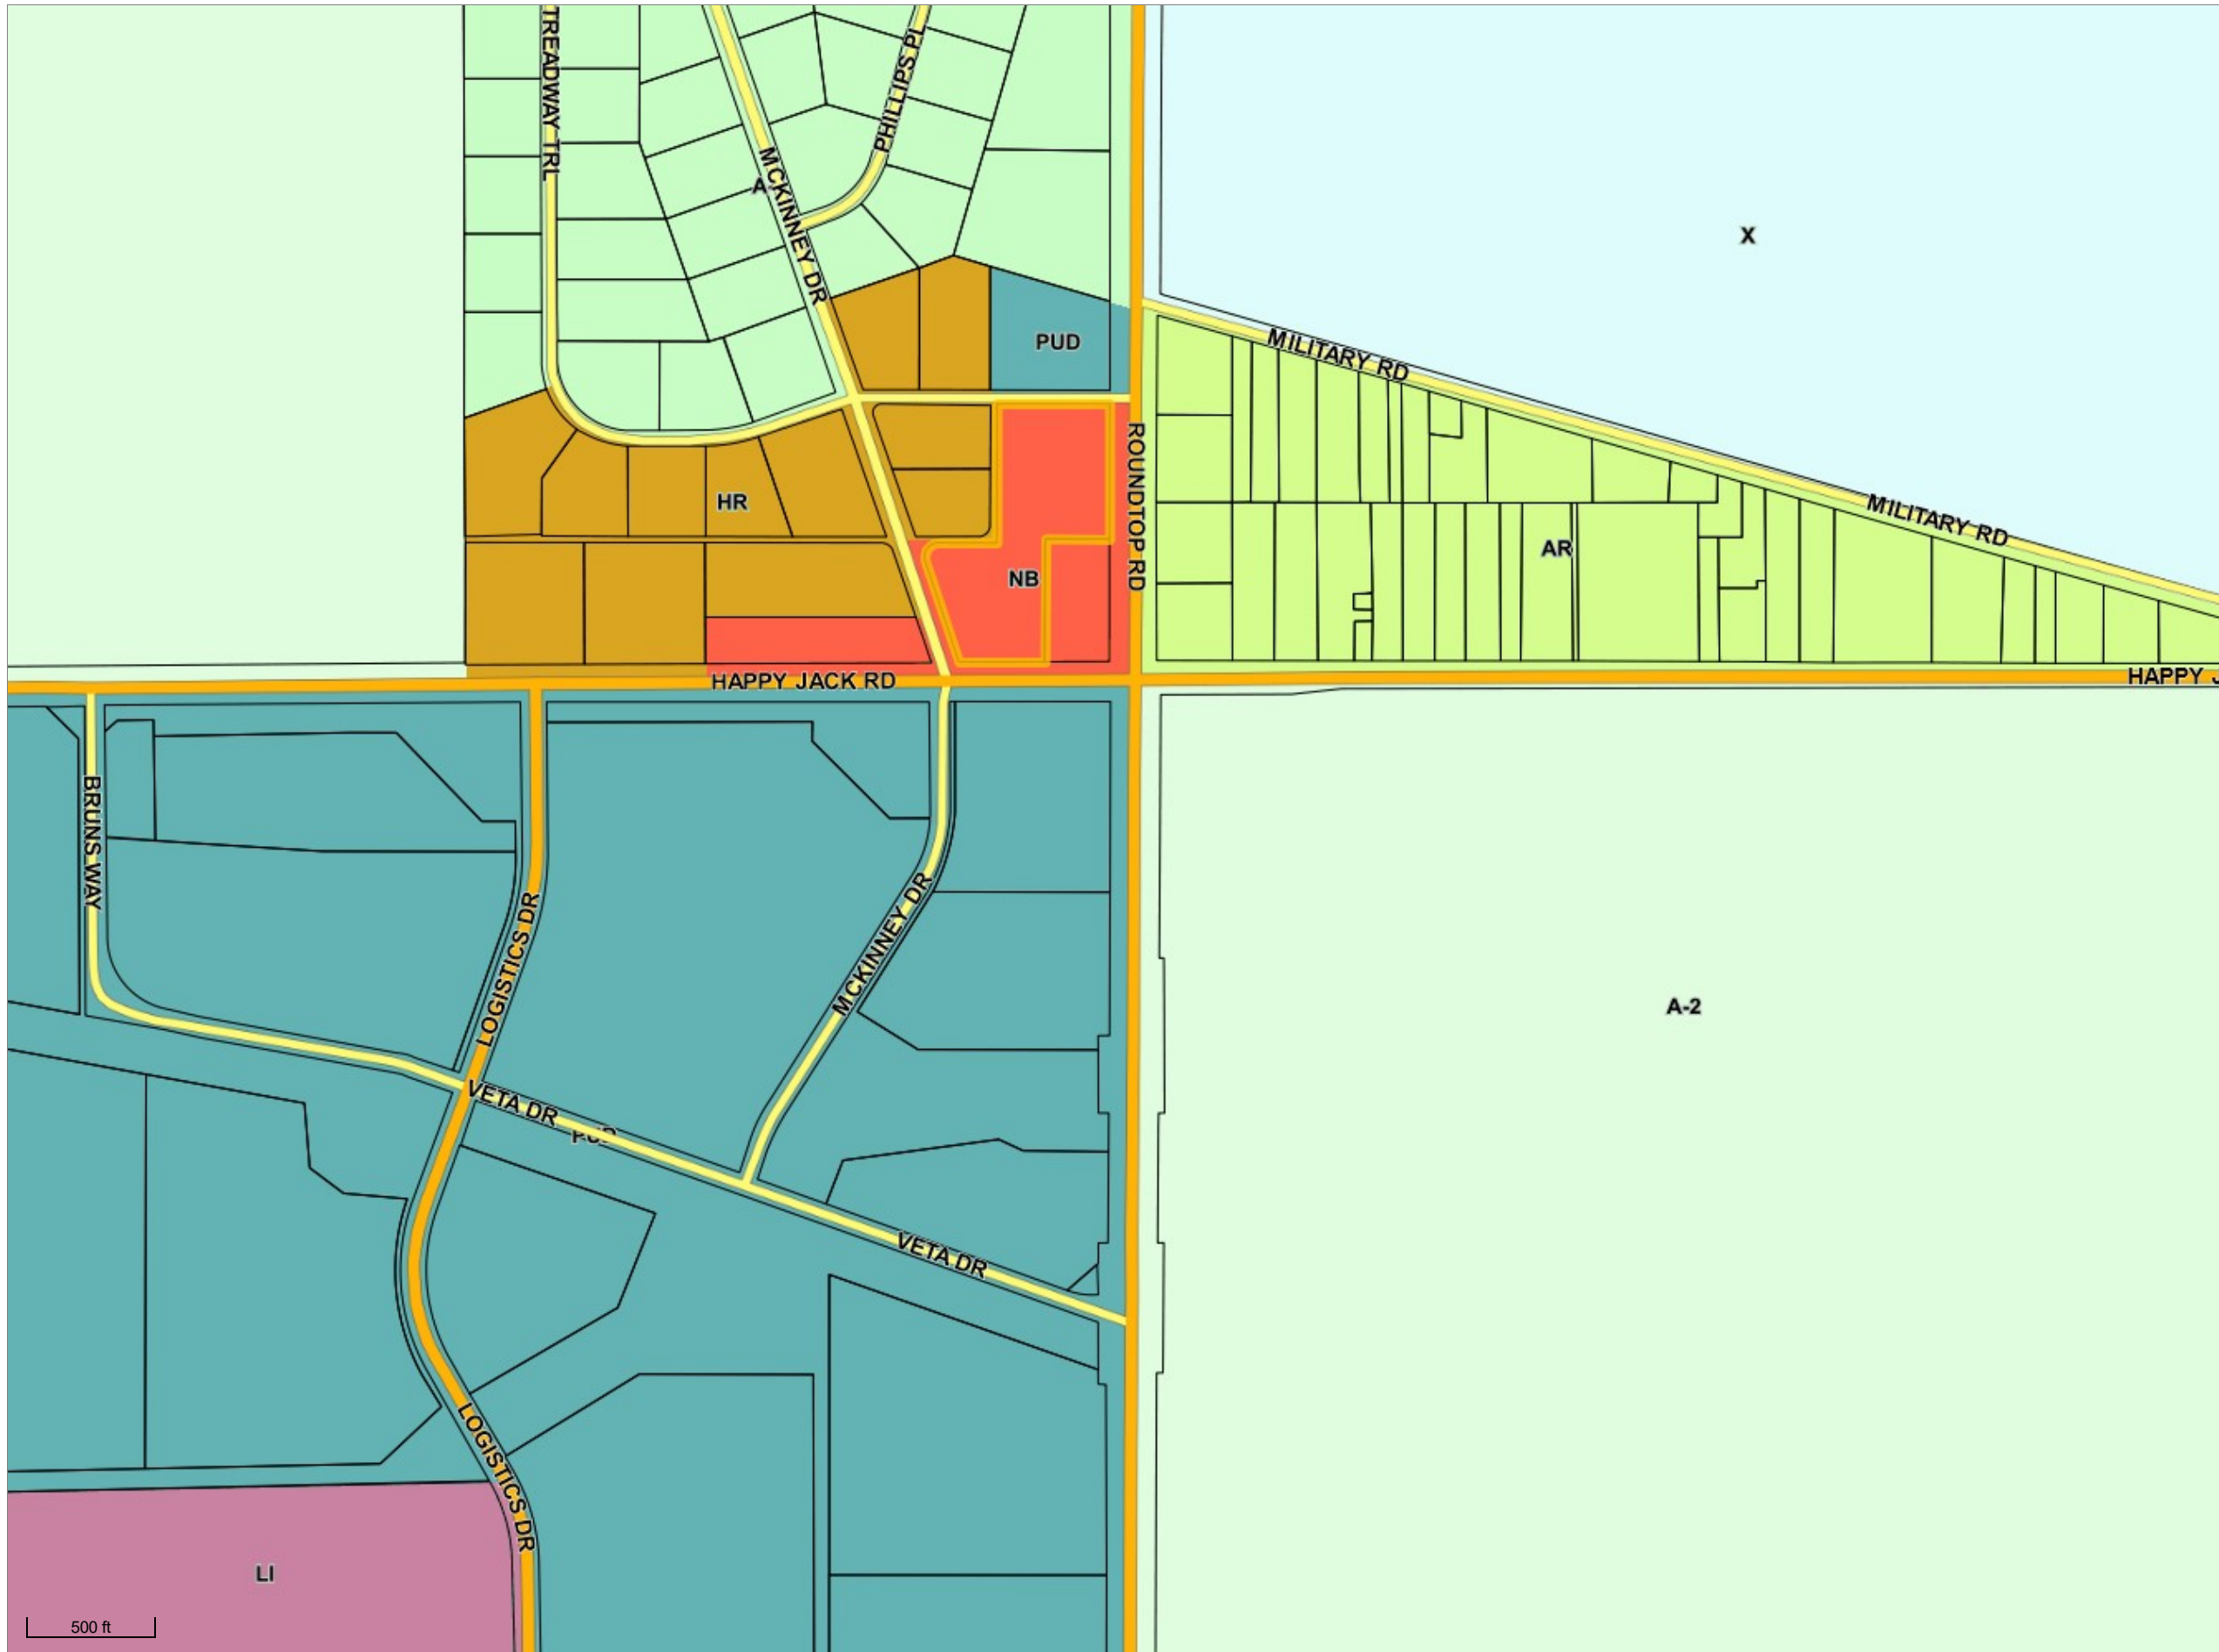 TREADWAY TRL
PHILLIPS PL
MCKINNEY DR
A
X
PUD
MILITARY RD
ROUNDTOP RD
HR
MILITARY RD
AR
NB
HAPPY JACK RD
HAPPY J
BRUNS WAY
MCKINNEY DR
LOGISTICS DR
A-2
VETA DR
PUD
VETA DR
LOGISTICS DR
LI
500 ft